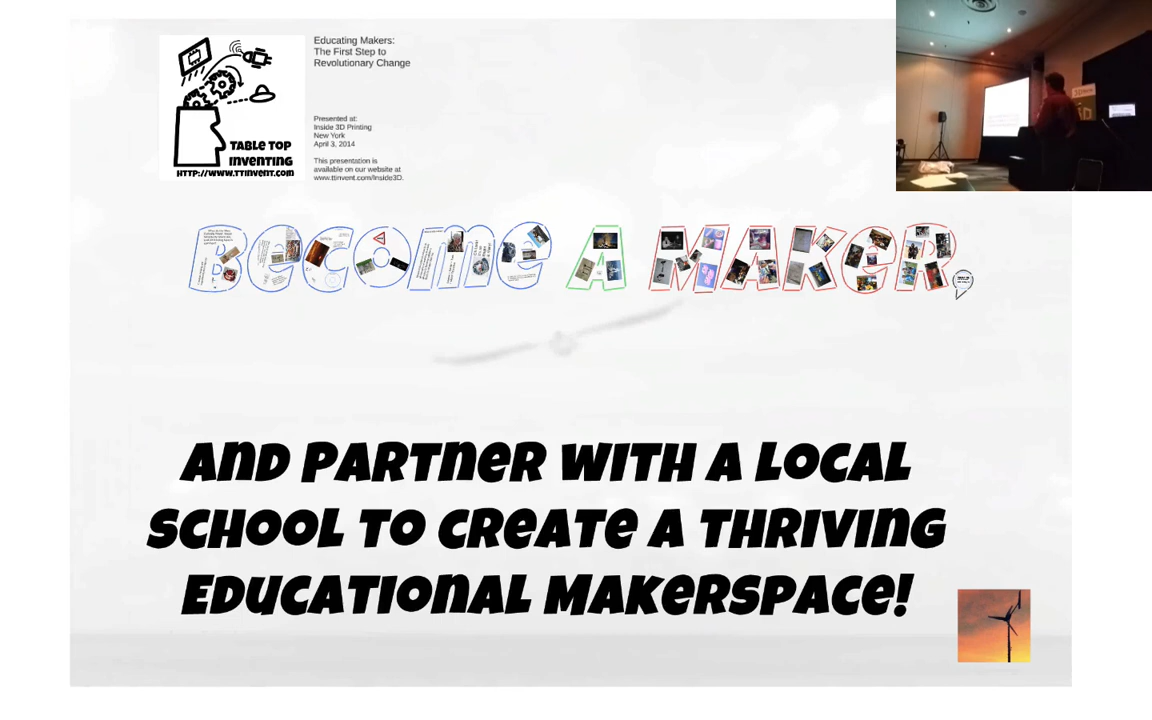 Educating Makers:
The First Step to
Revolutionary Change
Presented at:
Inside 3D Printing
New York
April 3, 2014
This presentation is
available on our website at
www.ttinvent.com/Inside3D.
TABLE TOP
INVENTING
HTTP://WWW.TTINVENT.COM
Become A MAKeR,
AND PARTNeR WITH A LOCAL
SCHOOL TO CReATe A THRIVING
EDUCATIONAL MAKeRSPACe!